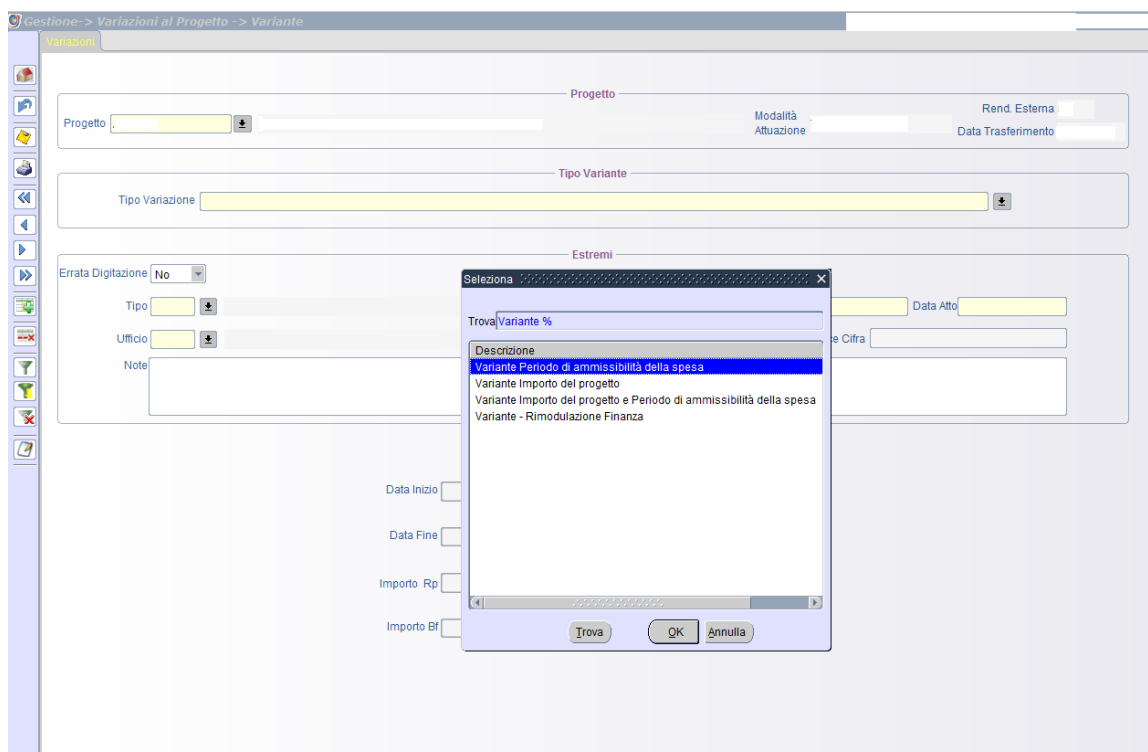 Gestione-> Variazioni al Progetto -> Variante
Variazioni
Progetto
Progetto
Modalità
Attuazione
Rend. Esterna
Data Trasferimento
Tipo Variante
Tipo Variazione
Estremi
Errata Digitazione No
Tipo
Data Atto
Ufficio
e Cifra
Note
Data Inizio
Data Fine
Importo Rp
Importo Bf
Seleziona
Trova Variante %
Descrizione
Variante Periodo di ammissibilità della spesa
Variante Importo del progetto
Variante Importo del progetto e Periodo di ammissibilità della spesa
Variante - Rimodulazione Finanza
Trova OK Annulla